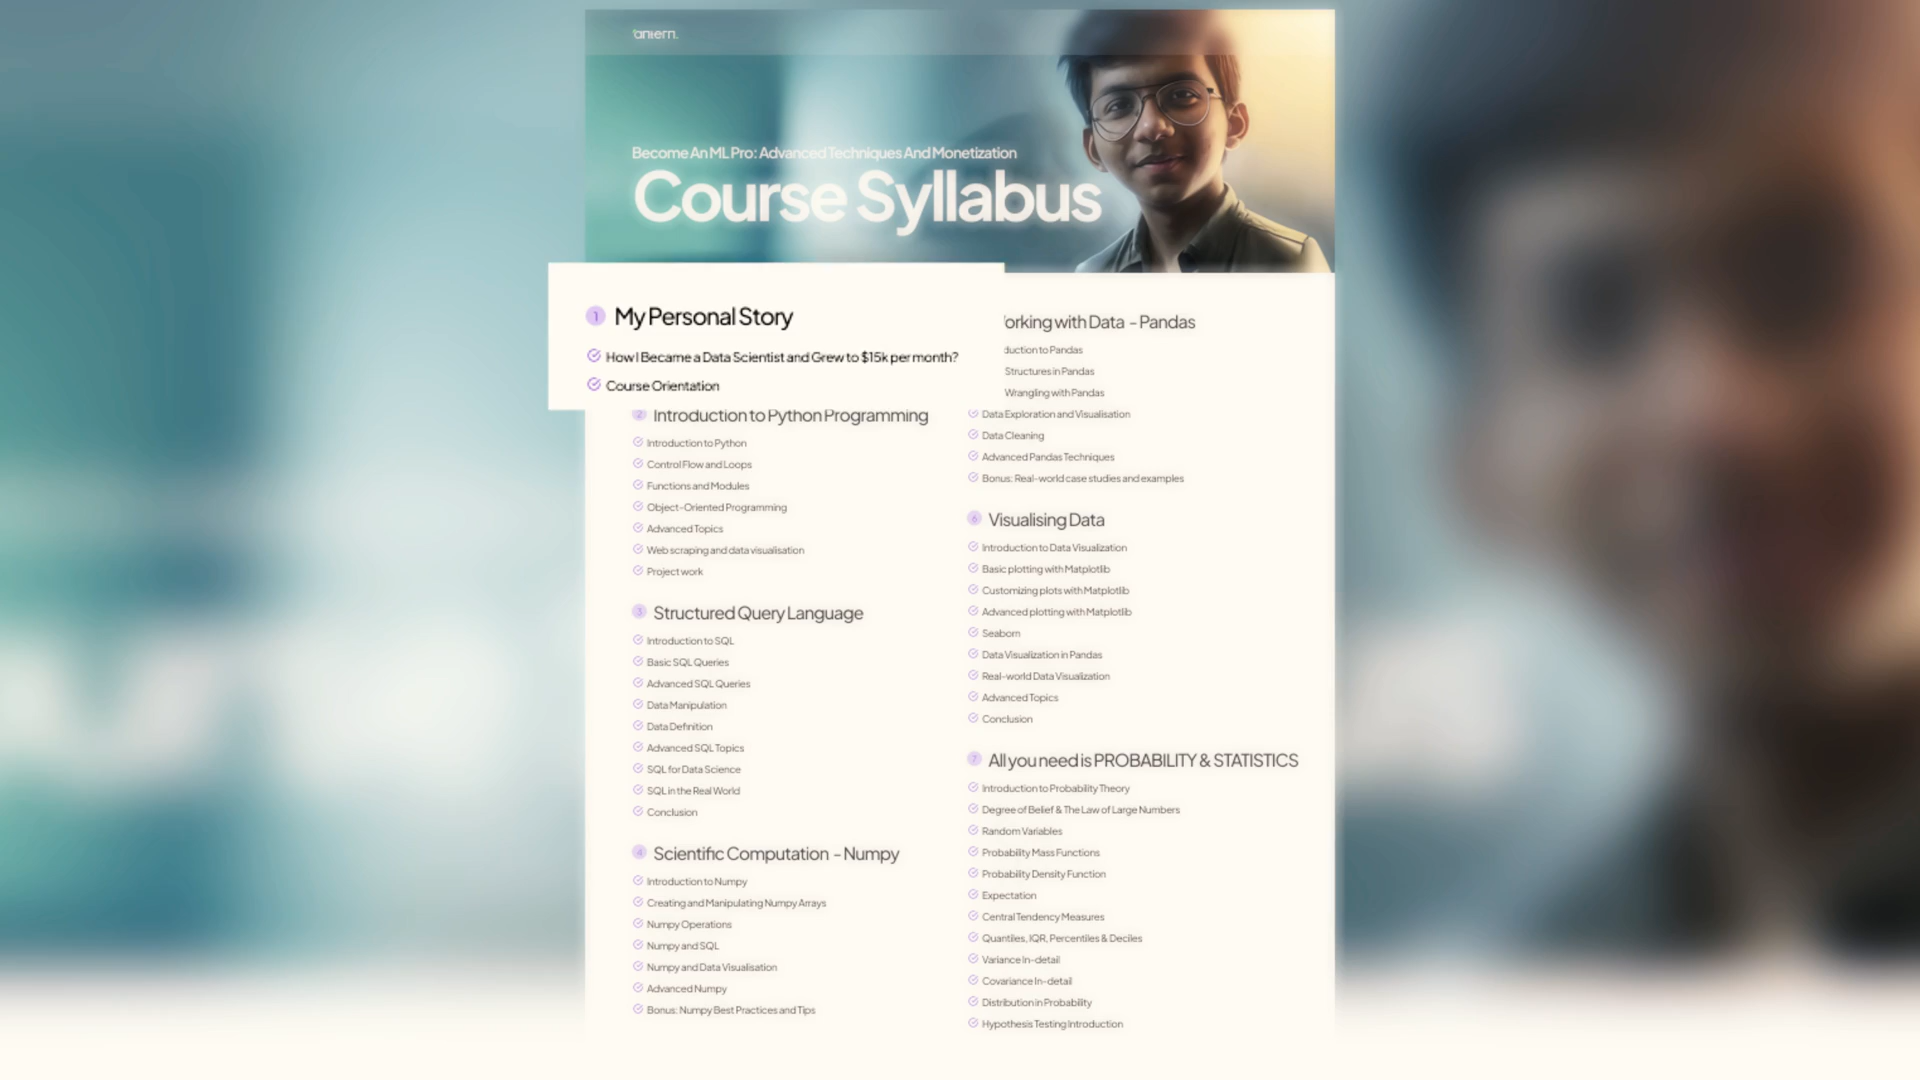 antern.
Become An ML Pro: Advanced Techniques And Monetization
Course Syllabus
1 My Personal Story
How I Became a Data Scientist and Grew to $15k per month?
Course Orientation
2 Introduction to Python Programming
Introduction to Python
Control Flow and Loops
Functions and Modules
Object-Oriented Programming
Advanced Topics
Web scraping and data visualisation
Project work
3 Structured Query Language
Introduction to SQL
Basic SQL Queries
Advanced SQL Queries
Data Manipulation
Data Definition
Advanced SQL Topics
SQL for Data Science
SQL in the Real World
Conclusion
4 Scientific Computation - Numpy
Introduction to Numpy
Creating and Manipulating Numpy Arrays
Numpy Operations
Numpy and SQL
Numpy and Data Visualisation
Advanced Numpy
Bonus: Numpy Best Practices and Tips
orking with Data - Pandas
duction to Pandas
Structures in Pandas
Wrangling with Pandas
Data Exploration and Visualisation
Data Cleaning
Advanced Pandas Techniques
Bonus: Real-world case studies and examples
6 Visualising Data
Introduction to Data Visualization
Basic plotting with Matplotlib
Customizing plots with Matplotlib
Advanced plotting with Matplotlib
Seaborn
Data Visualization in Pandas
Real-world Data Visualization
Advanced Topics
Conclusion
7 All you need is PROBABILITY & STATISTICS
Introduction to Probability Theory
Degree of Belief & The Law of Large Numbers
Random Variables
Probability Mass Functions
Probability Density Function
Expectation
Central Tendency Measures
Quantiles, IQR, Percentiles & Deciles
Variance In-detail
Covariance In-detail
Distribution in Probability
Hypothesis Testing Introduction